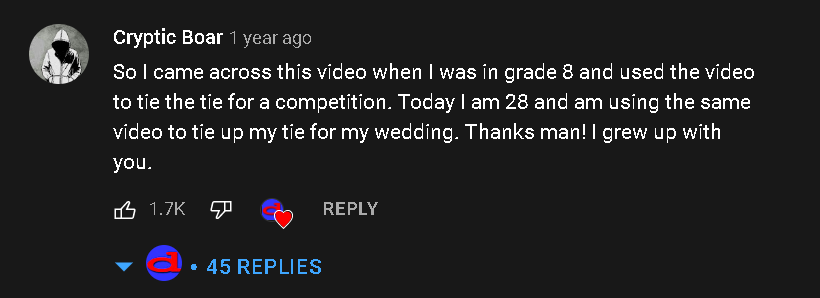 Cryptic Boar 1 year ago
So I came across this video when I was in grade 8 and used the video
to tie the tie for a competition. Today I am 28 and am using the same
video to tie up my tie for my wedding. Thanks man! I grew up with
you.
1.7K d REPLY
d • 45 REPLIES